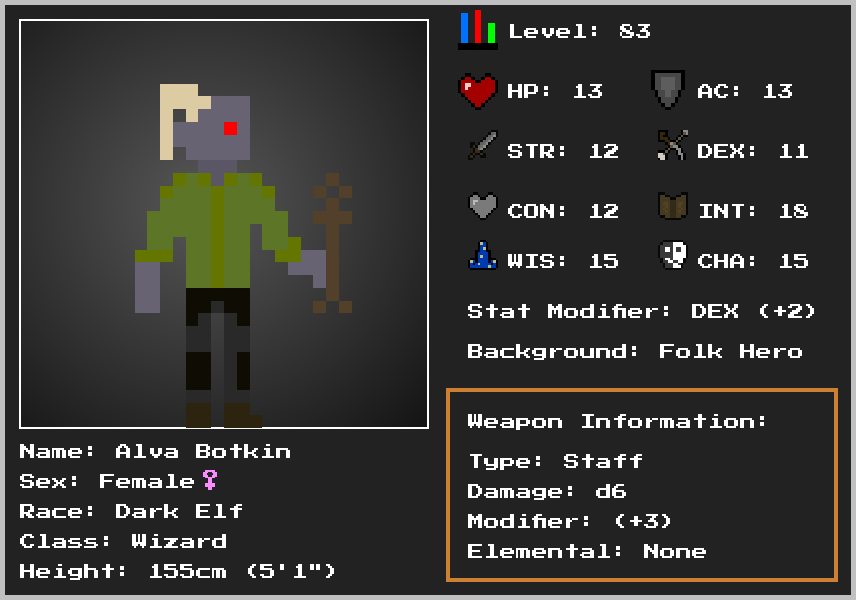 Level: 83
HP: 13 AC: 13
STR: 12 DEX: 11
CON: 12 INT: 18
WIS: 15 CHA: 15
Stat Modifier: DEX (+2)
Background: Folk Hero
Weapon Information:
Type: Staff
Damage: d6
Modifier: (+3)
Elemental: None
Name: Alva Botkin
Sex: Female♀
Race: Dark Elf
Class: Wizard
Height: 155cm (5'1")